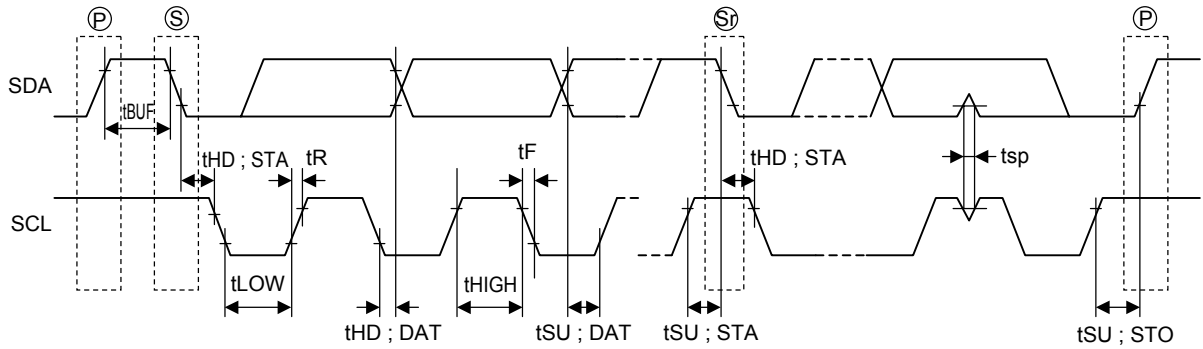 P S Sr P
SDA
tBUF
tHD ; STA tR tF tHD ; STA tsp
SCL
tLOW tHIGH
tHD ; DAT tSU ; DAT tSU ; STA tSU ; STO